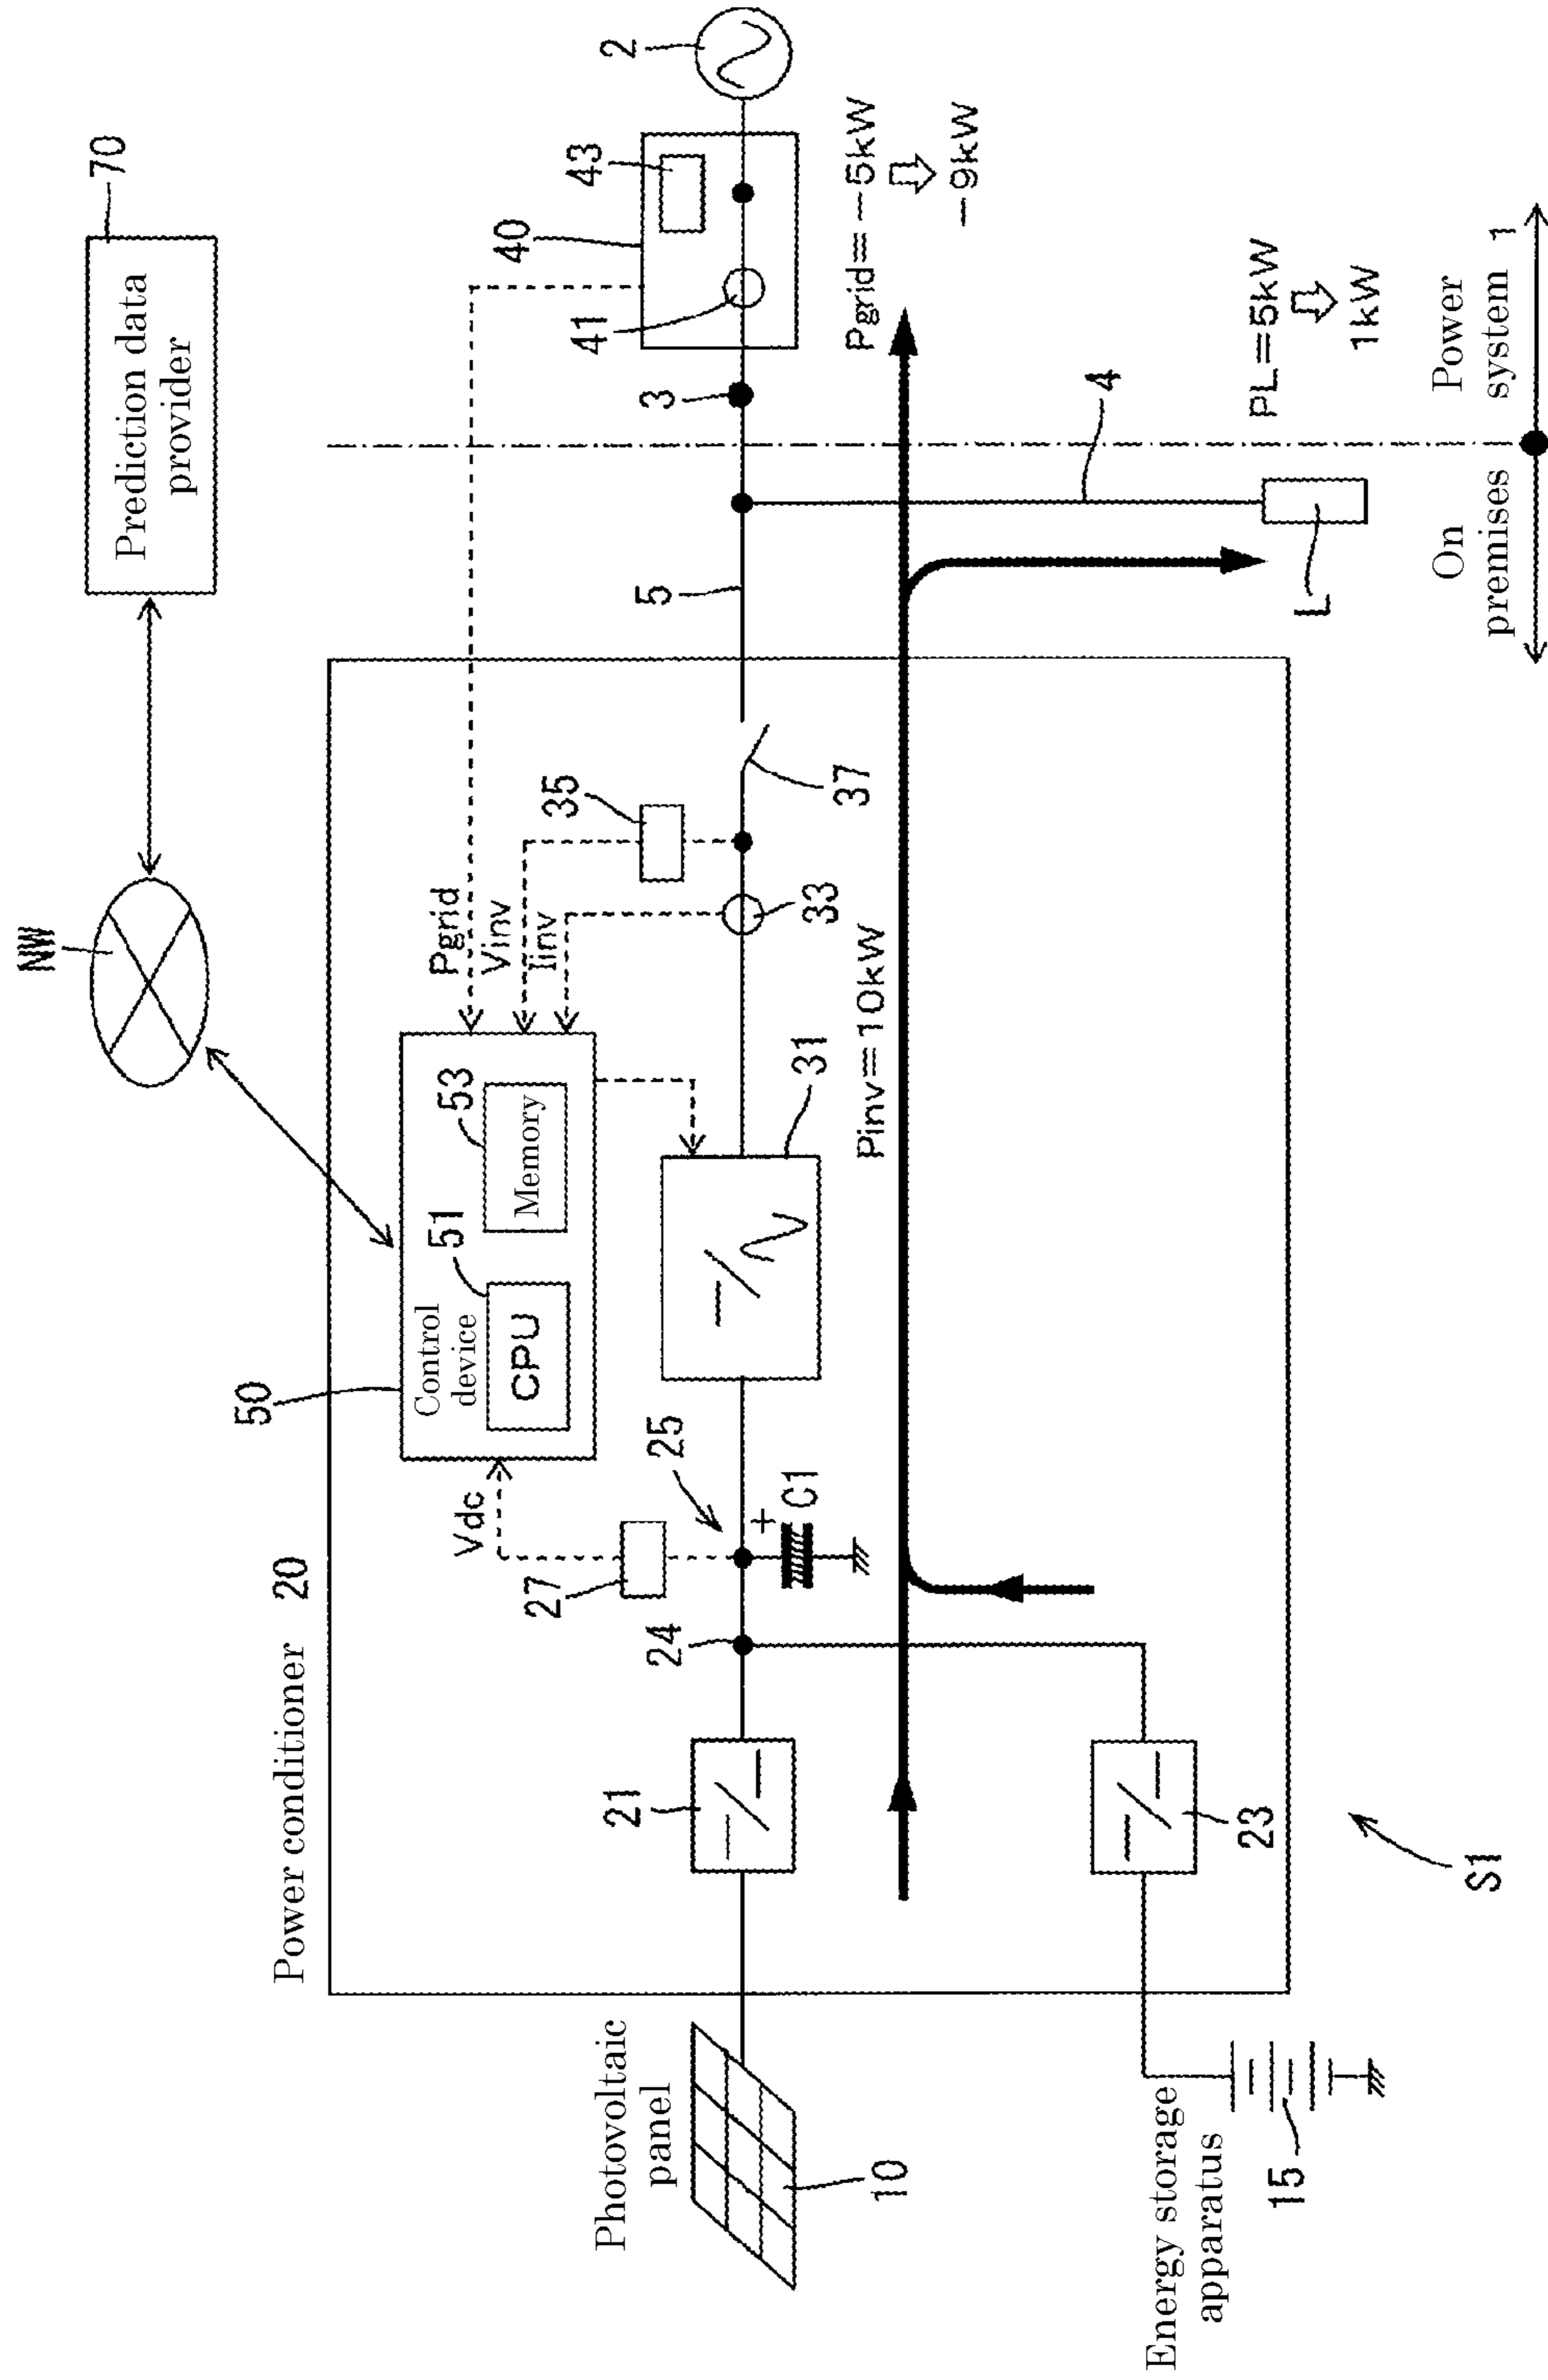 NW
70
Prediction data
provider
Power conditioner
20
50
Control
device
51
CPU
53
Memory
Pgrid
Vinv
Iinv
Vdc
27
25
24
+
C1
21
31
33
35
37
5
3
41
40
43
2
Photovoltaic
panel
10
Pinv=10kW
Pgrid=−5kW
−9kW
4
23
Energy storage
apparatus
15
L
PL=5kW
1kW
S1
On
premises
Power
system 1